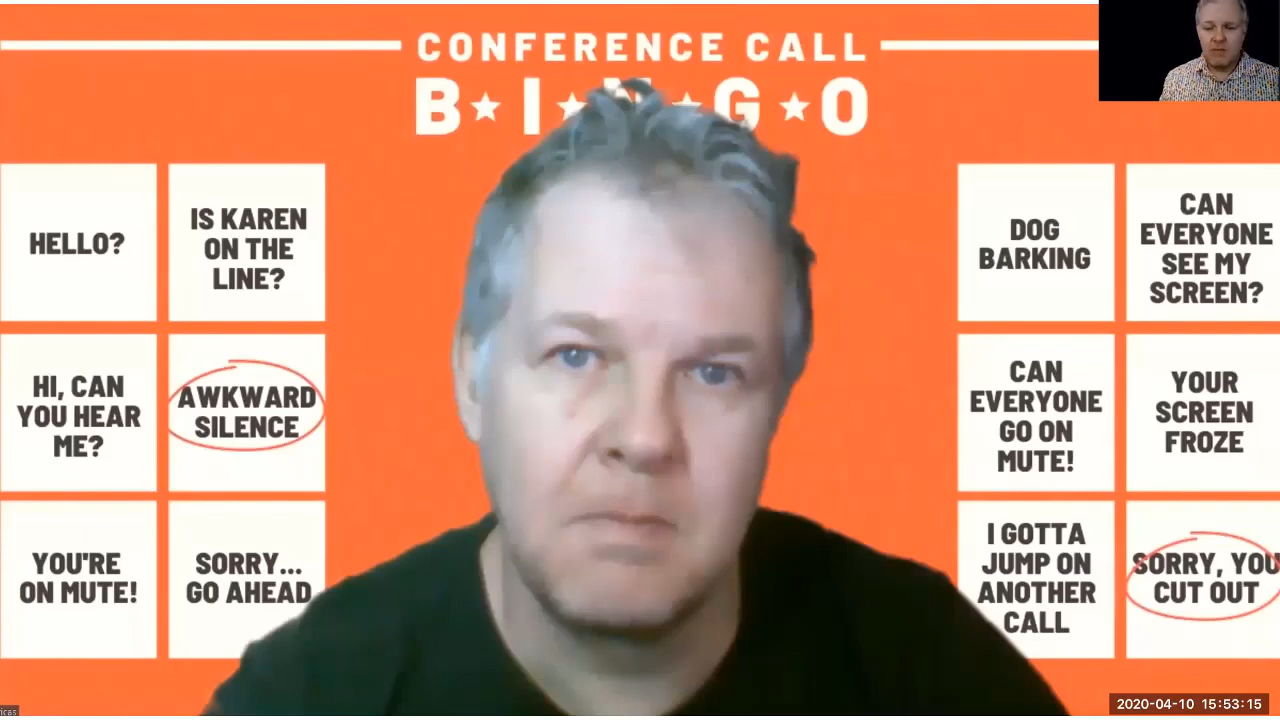 CONFERENCE CALL
B★I★N★G★O
HELLO?
IS KAREN
ON THE
LINE?
DOG
BARKING
CAN
EVERYONE
SEE MY
SCREEN?
HI, CAN
YOU HEAR
ME?
AWKWARD
SILENCE
CAN
EVERYONE
GO ON
MUTE!
YOUR
SCREEN
FROZE
YOU'RE
ON MUTE!
SORRY...
GO AHEAD
I GOTTA
JUMP ON
ANOTHER
CALL
SORRY, YOU
CUT OUT
2020-04-10 15:53:15